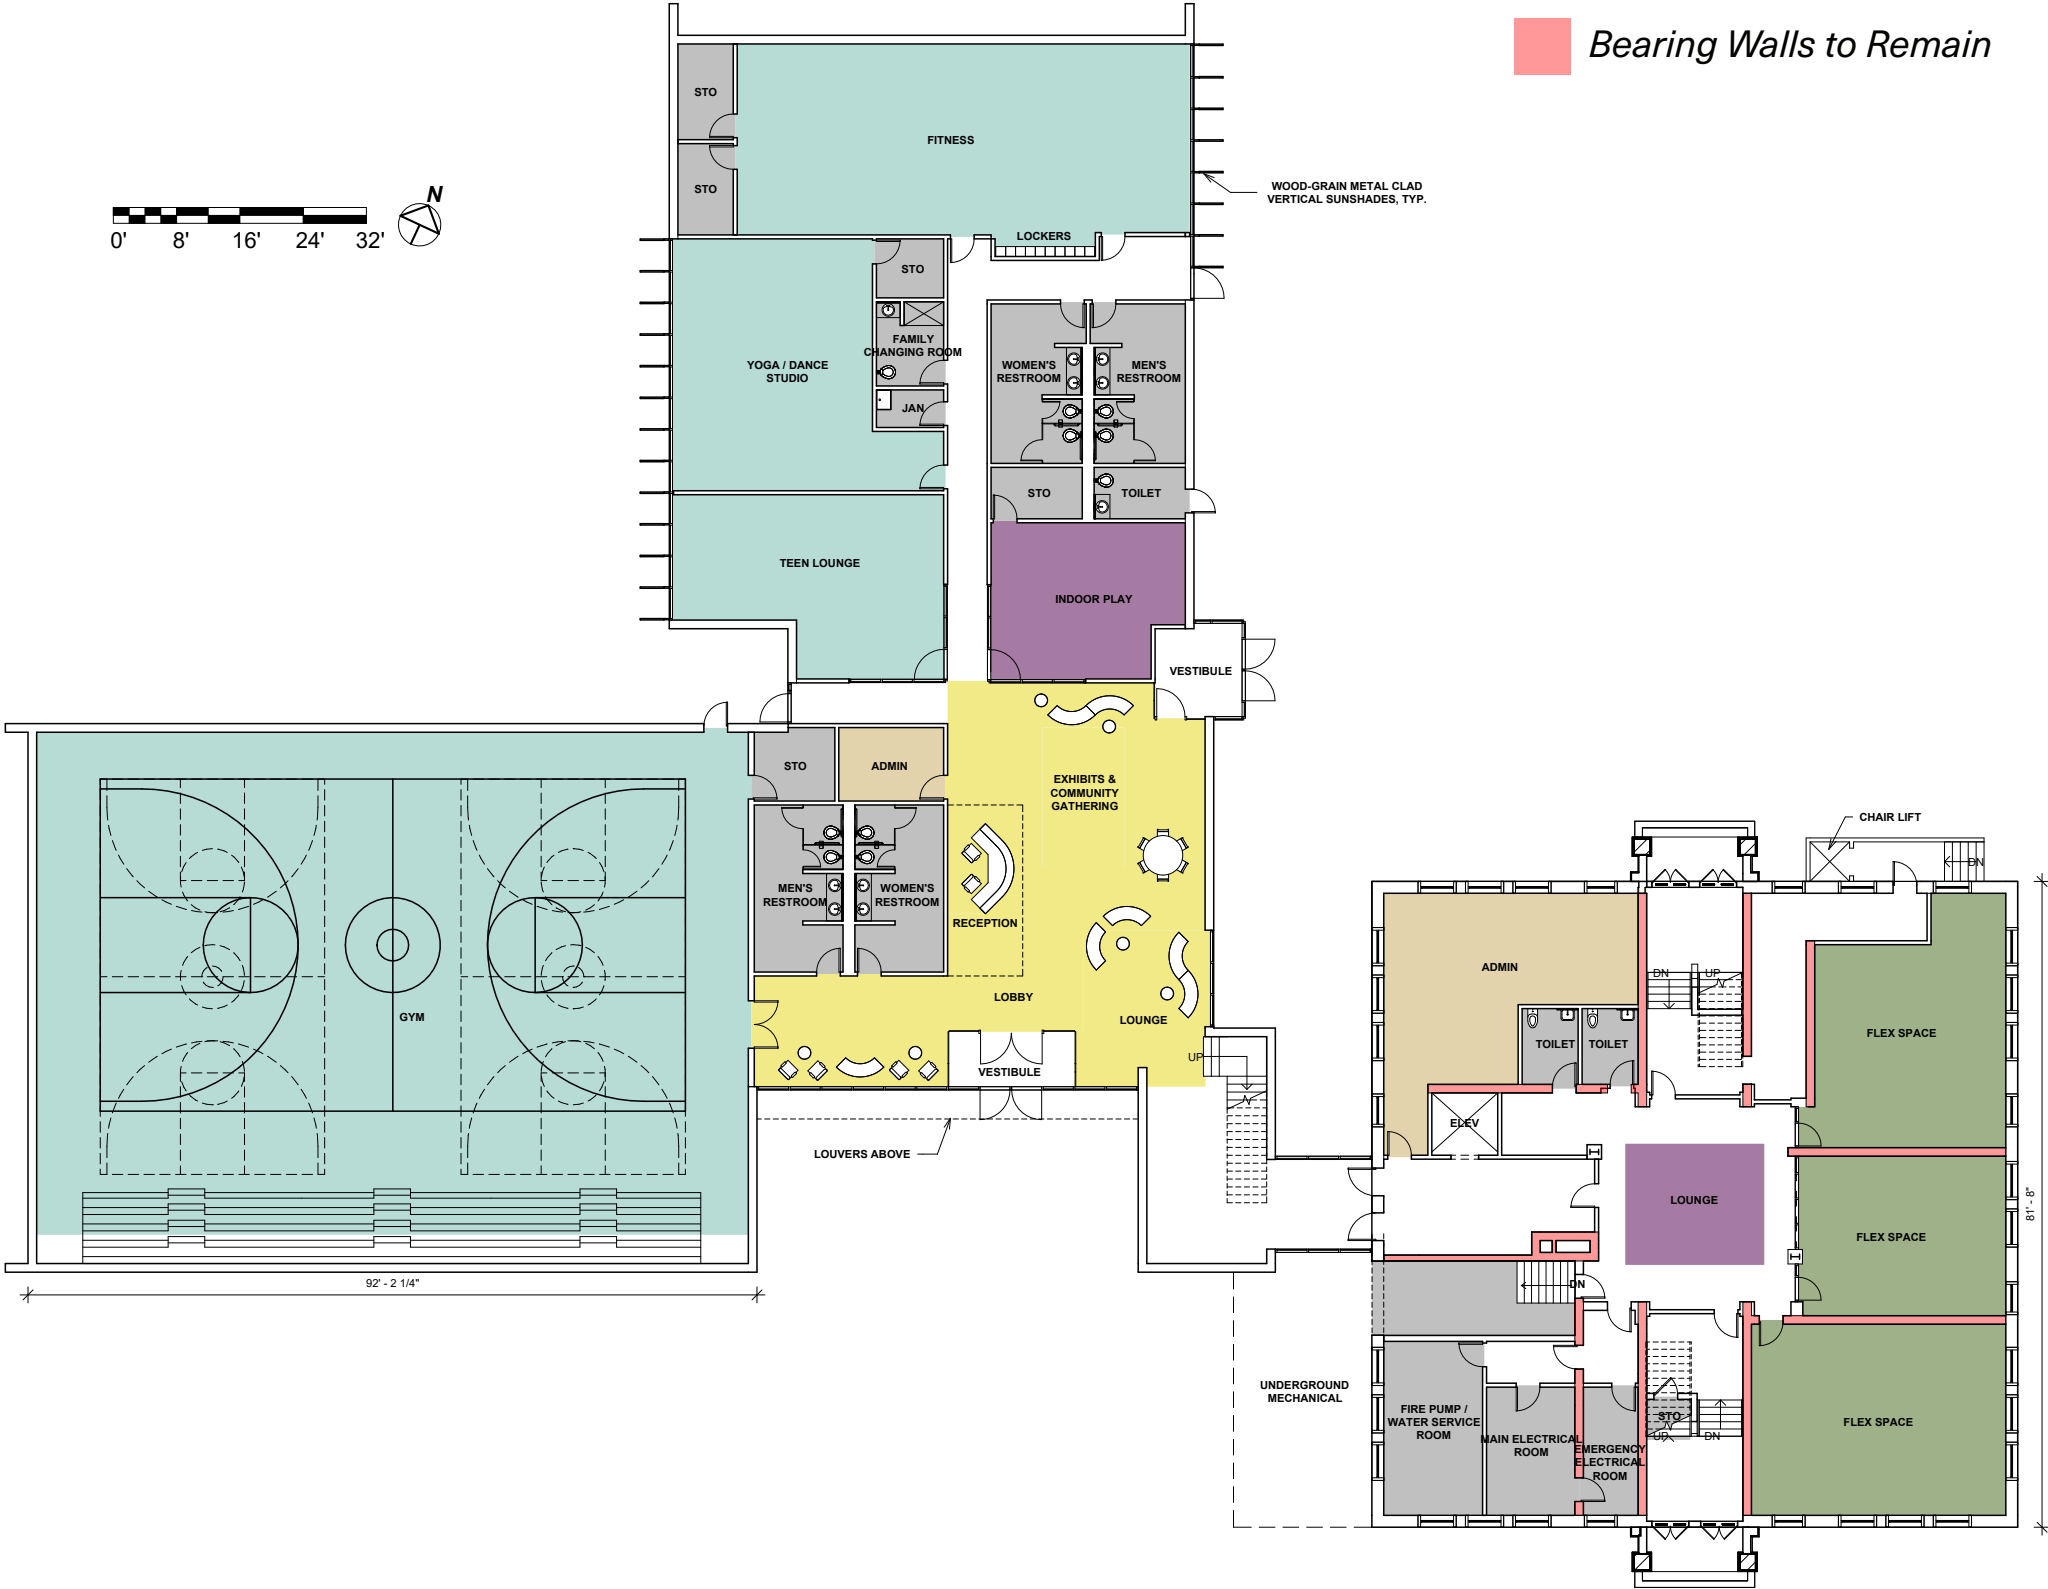 Bearing Walls to Remain
STO
FITNESS
STO
WOOD-GRAIN METAL CLAD
VERTICAL SUNSHADES, TYP.
N
0' 8' 16' 24' 32'
LOCKERS
STO
FAMILY
CHANGING ROOM
YOGA / DANCE
STUDIO
WOMEN'S
RESTROOM
MEN'S
RESTROOM
JAN
STO
TOILET
TEEN LOUNGE
INDOOR PLAY
VESTIBULE
STO
ADMIN
EXHIBITS &
COMMUNITY
GATHERING
CHAIR LIFT
DN
MEN'S
RESTROOM
WOMEN'S
RESTROOM
RECEPTION
ADMIN
DN
UP
LOBBY
GYM
LOUNGE
FLEX SPACE
TOILET
TOILET
UP
VESTIBULE
ELEV
LOUVERS ABOVE
LOUNGE
81' - 8"
FLEX SPACE
92' - 2 1/4"
DN
UNDERGROUND
MECHANICAL
FIRE PUMP /
WATER SERVICE
ROOM
MAIN ELECTRICAL
ROOM
EMERGENCY
ELECTRICAL
ROOM
STO
UP
DN
FLEX SPACE